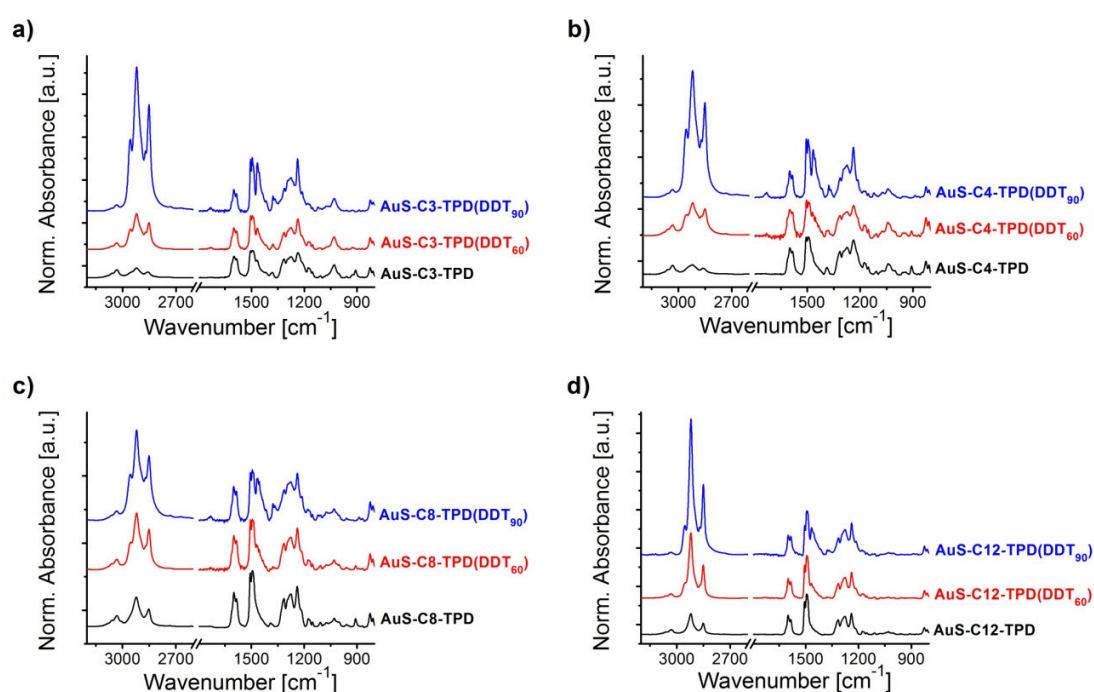 a)
Norm. Absorbance [a.u.]
AuS-C3-TPD(DDT90)
AuS-C3-TPD(DDT60)
AuS-C3-TPD
3000 2700 1500 1200 900
Wavenumber [cm-1]
b)
Norm. Absorbance [a.u.]
AuS-C4-TPD(DDT90)
AuS-C4-TPD(DDT60)
AuS-C4-TPD
3000 2700 1500 1200 900
Wavenumber [cm-1]
c)
Norm. Absorbance [a.u.]
AuS-C8-TPD(DDT90)
AuS-C8-TPD(DDT60)
AuS-C8-TPD
3000 2700 1500 1200 900
Wavenumber [cm-1]
d)
Norm. Absorbance [a.u.]
AuS-C12-TPD(DDT90)
AuS-C12-TPD(DDT60)
AuS-C12-TPD
3000 2700 1500 1200 900
Wavenumber [cm-1]